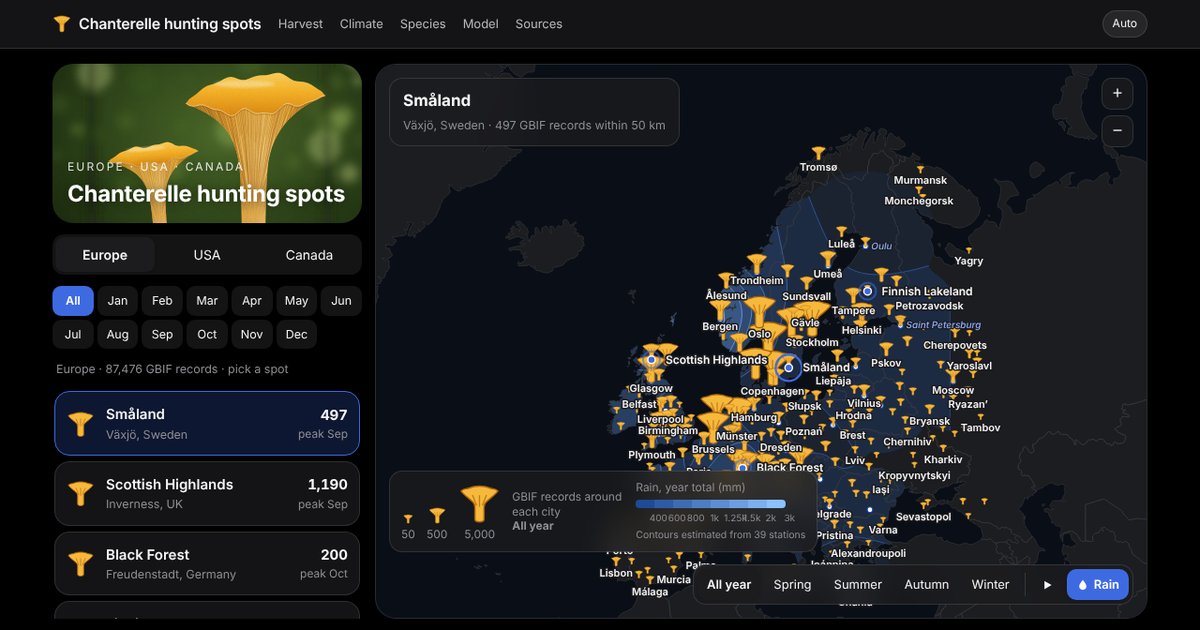 Chanterelle hunting spots
Harvest
Climate
Species
Model
Sources
Auto
EUROPE · USA · CANADA
Chanterelle hunting spots
Europe
USA
Canada
All
Jan
Feb
Mar
Apr
May
Jun
Jul
Aug
Sep
Oct
Nov
Dec
Europe · 87,476 GBIF records · pick a spot
Småland
497
Växjö, Sweden
peak Sep
Scottish Highlands
1,190
Inverness, UK
peak Sep
Black Forest
200
Freudenstadt, Germany
peak Oct
Småland
Växjö, Sweden · 497 GBIF records within 50 km
+
−
Tromsø
Murmansk
Monchegorsk
Luleå
Oulu
Yagry
Trondheim
Umeå
Ålesund
Sundsvall
Finnish Lakeland
Bergen
Oslo
Gävle
Tampere
Petrozavodsk
Helsinki
Saint Petersburg
Stockholm
Cherepovets
Scottish Highlands
Småland
Pskov
Yaroslavl
Liepāja
Glasgow
Copenhagen
Moscow
Belfast
Słupsk
Vilnius
Ryazan’
Liverpool
Hamburg
Hrodna
Bryansk
Tambov
Birmingham
Münster
Poznań
Brest
Chernihiv
Plymouth
Brussels
Dresden
Lviv
Kharkiv
Black Forest
Kropyvnytskyi
Iaşi
Sevastopol
Varna
Pristina
Alexandroupoli
Lisbon
Murcia
Málaga
50
500
5,000
GBIF records around
each city
All year
Rain, year total (mm)
400 600 800 1k 1.25k 1.5k 2k 3k
Contours estimated from 39 stations
All year
Spring
Summer
Autumn
Winter
Rain